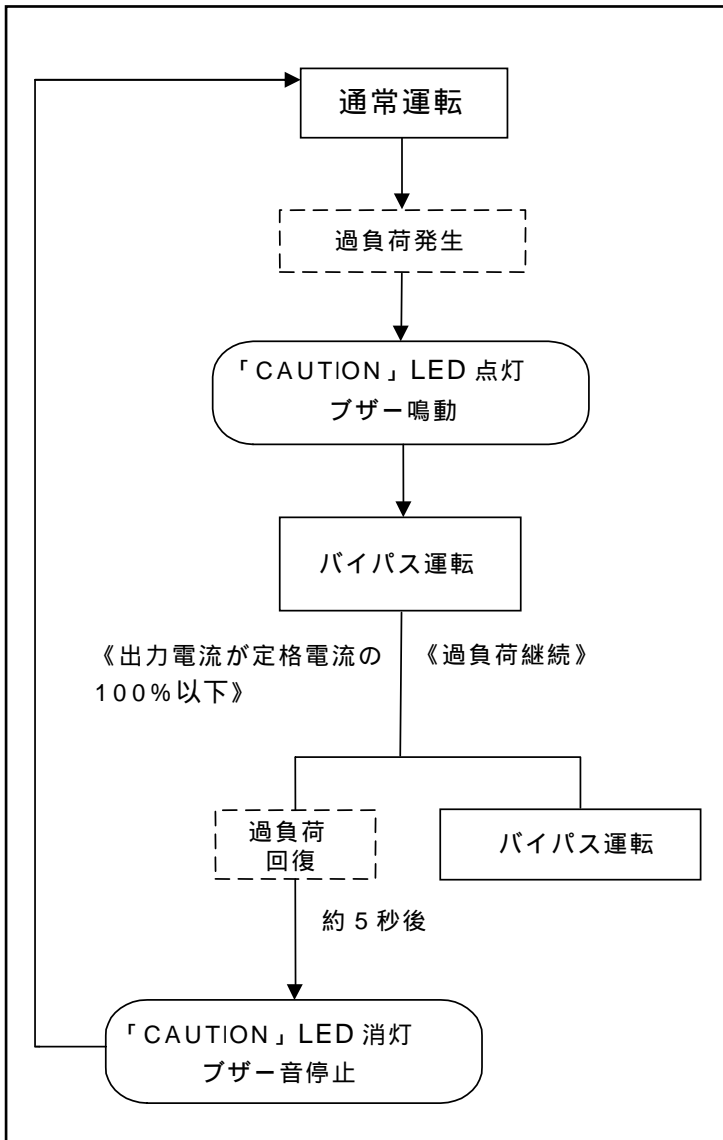 通常運転
過負荷発生
「CAUTION」LED 点灯
ブザー鳴動
バイパス運転
《出力電流が定格電流の
100%以下》
《過負荷継続》
過負荷
回復
バイパス運転
約5秒後
「CAUTION」LED 消灯
ブザー音停止